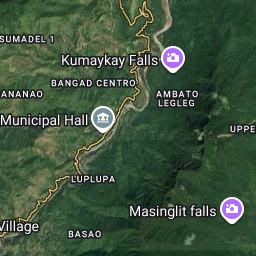 SUMADEL 1
Kumaykay Falls
BANGAD CENTRO
ANANAO
AMBATO
LEGLEG
Municipal Hall
UPPE
LUPLUPA
Masinglit falls
Village
BASAO